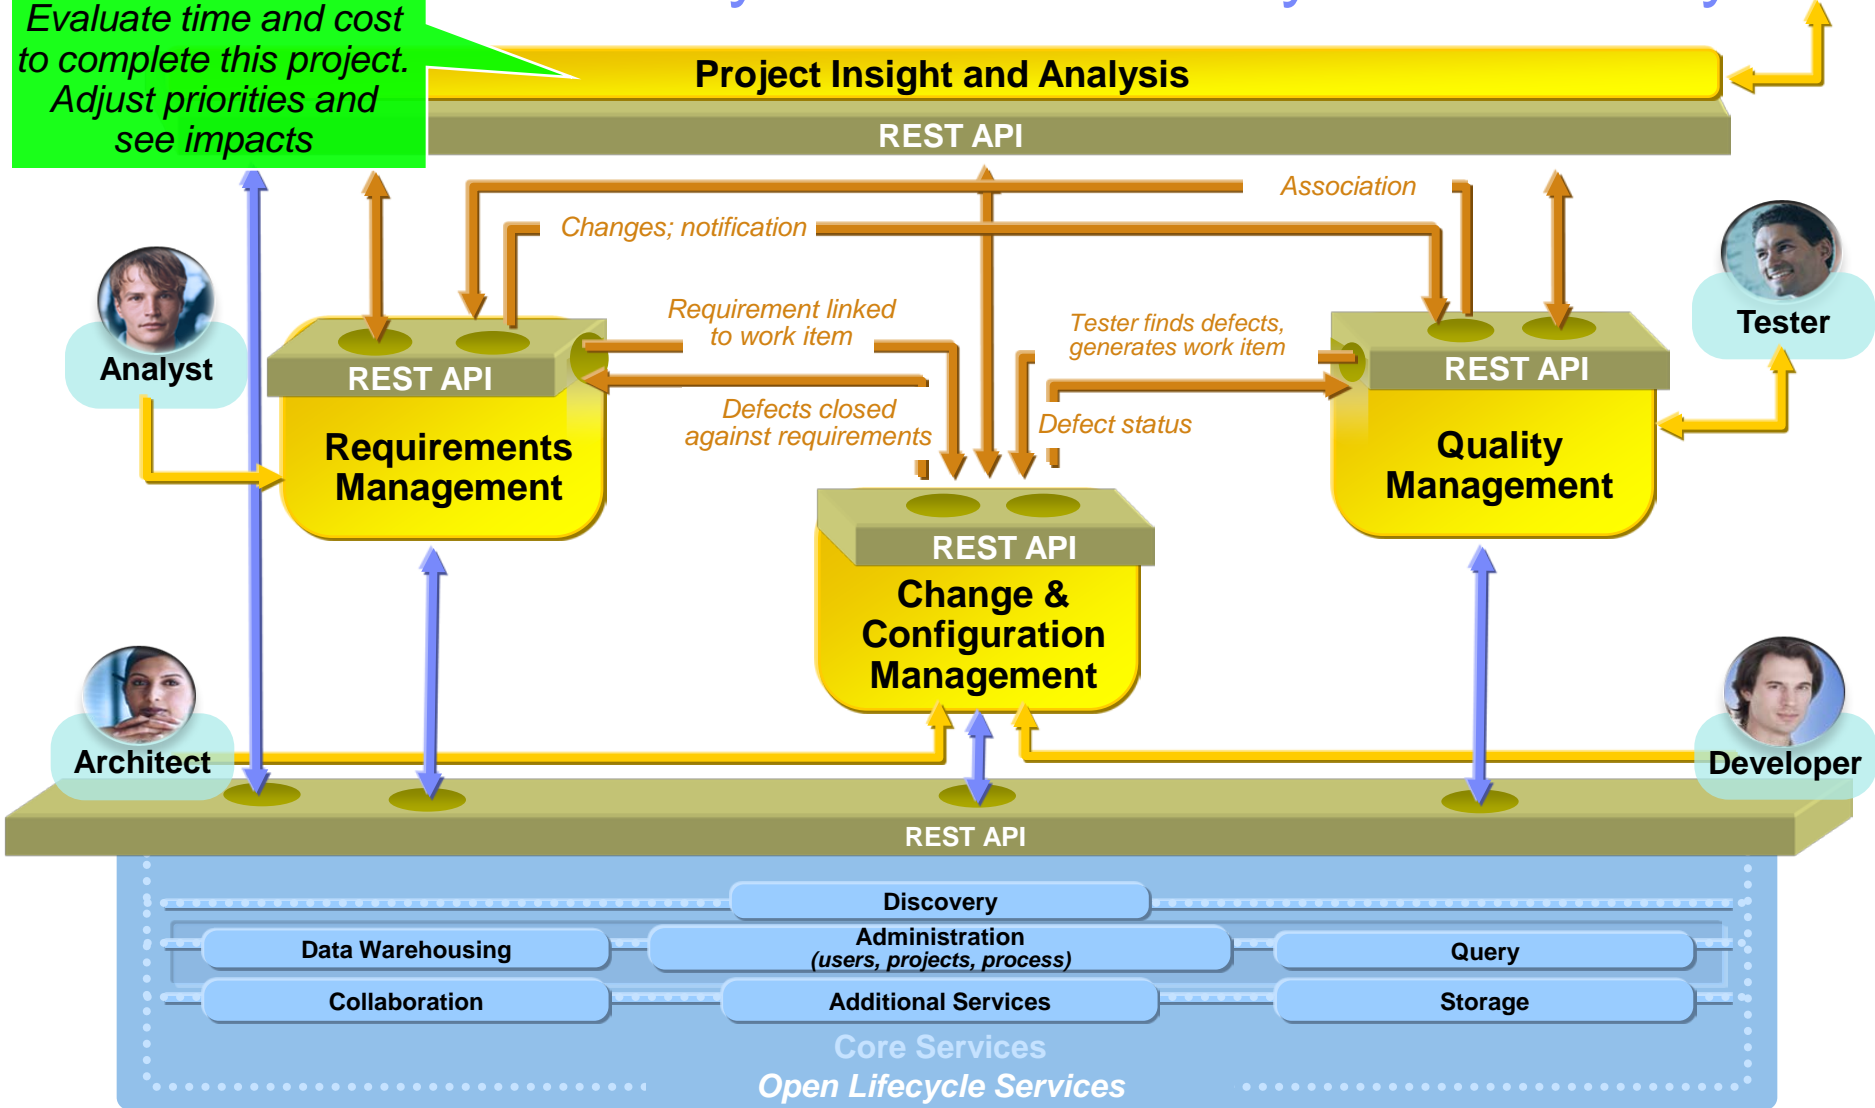 Evaluate time and cost
to complete this project.
Adjust priorities and
see impacts
Project Insight and Analysis
REST API
Association
Changes; notification
Analyst
Requirement linked
to work item
Tester finds defects,
generates work item
Tester
REST API
REST API
Defects closed
against requirements
Defect status
Requirements
Management
Quality
Management
REST API
Change &
Configuration
Management
Architect
Developer
REST API
Discovery
Data Warehousing
Administration
(users, projects, process)
Query
Collaboration
Additional Services
Storage
Core Services
Open Lifecycle Services